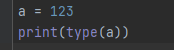 a = 123
print(type(a))